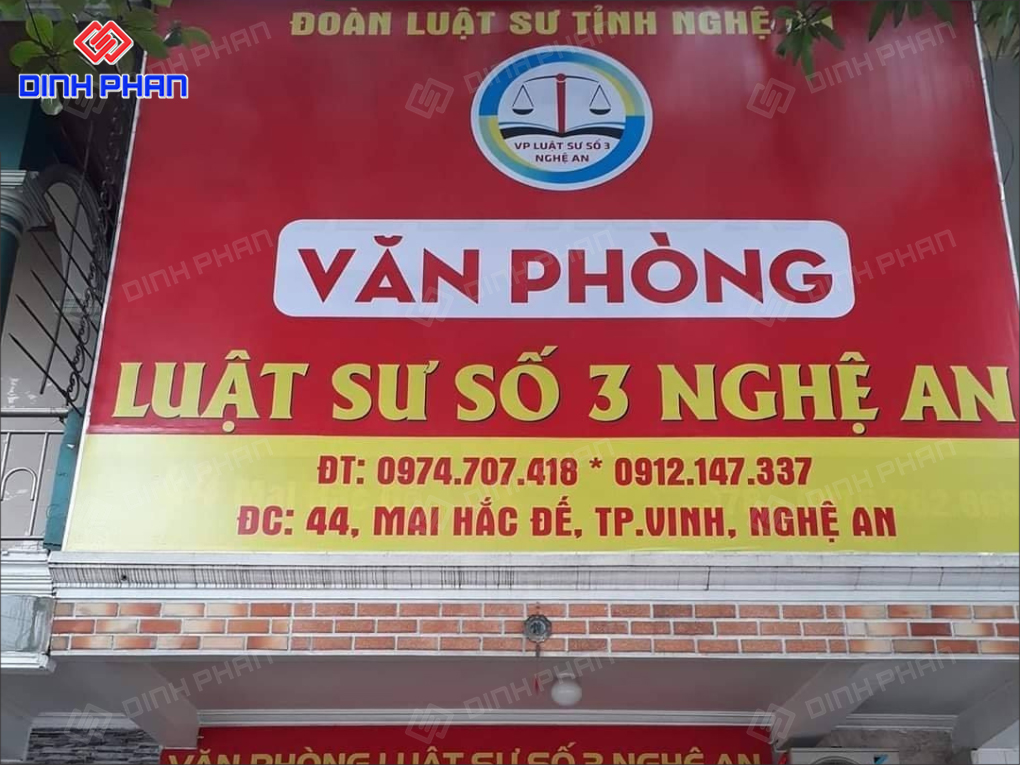 ĐOÀN LUẬT SƯ TỈNH NGHỆ
DINH PHAN
VP LUẬT SƯ SỐ 3
NGHỆ AN
VĂN PHÒNG
LUẬT SƯ SỐ 3 NGHỆ AN
ĐT: 0974.707.418 * 0912.147.337
ĐC: 44, MAI HẮC ĐẾ, TP.VINH, NGHỆ AN
VĂN PHÒNG LUẬT SƯ SỐ 3 NGHỆ AN